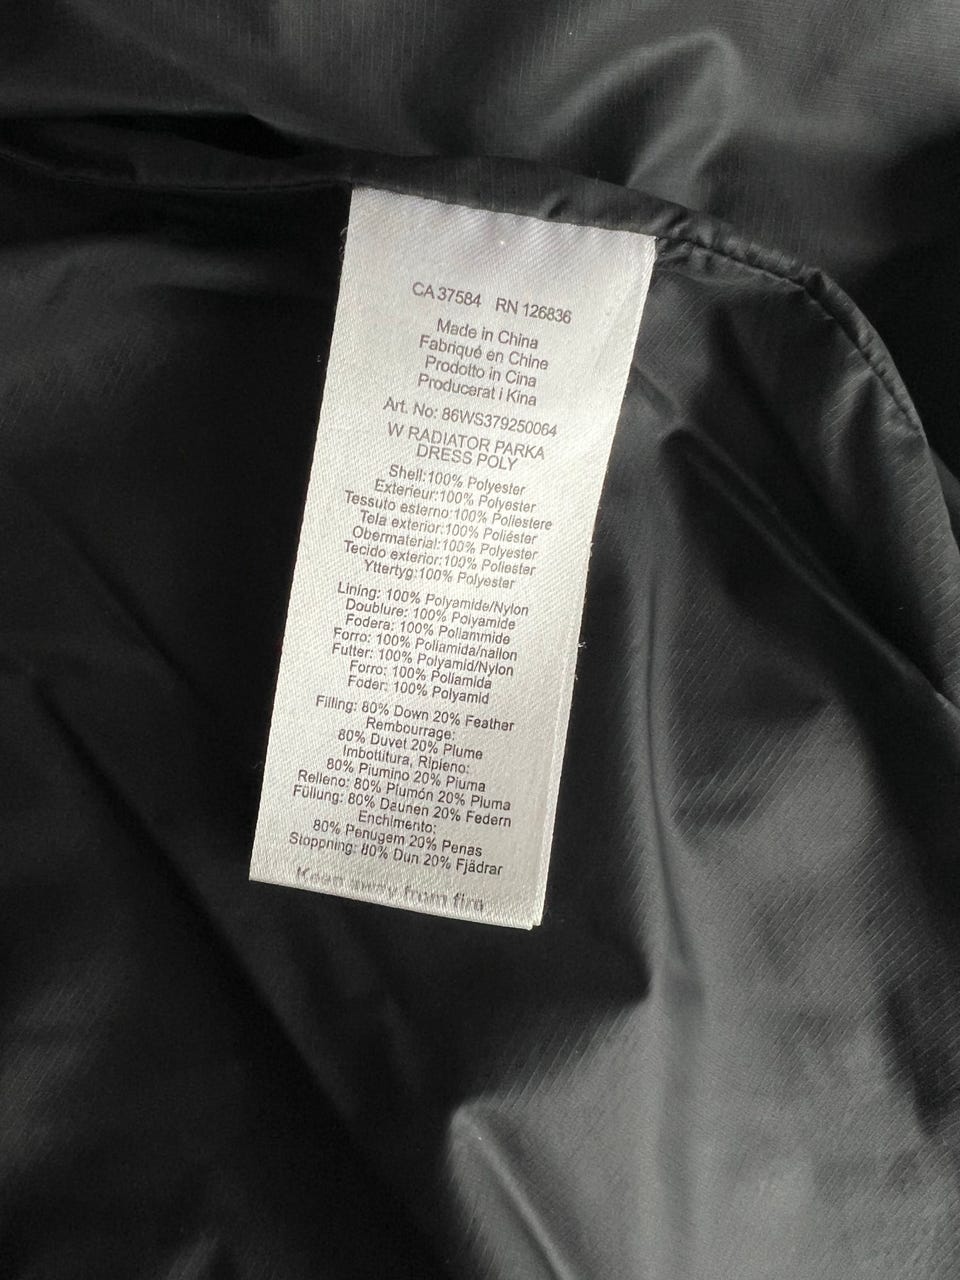 CA 37584 RN 126836
Made in China
Fabriqué en Chine
Prodotto in Cina
Producerat i Kina
Art. No: 86WS379250064
W RADIATOR PARKA
DRESS POLY
Shell:100% Polyester
Exterieur:100% Polyester
Tessuto esterno:100% Poliestere
Tela exterior:100% Poliéster
Obermaterial:100% Polyester
Tecido exterior:100% Poliester
Yttertyg:100% Polyester
Lining: 100% Polyamide/Nylon
Doublure: 100% Polyamide
Fodera: 100% Poliammide
Forro: 100% Poliamida/nailon
Futter: 100% Polyamid/Nylon
Forro: 100% Poliamida
Foder: 100% Polyamid
Filling: 80% Down 20% Feather
Rembourrage:
80% Duvet 20% Plume
Imbottitura, Ripieno:
80% Piumino 20% Piuma
Relleno: 80% Plumón 20% Pluma
Füllung: 80% Daunen 20% Federn
Enchimento:
80% Penugem 20% Penas
Stoppning: 80% Dun 20% Fjädrar
Keep away from fire